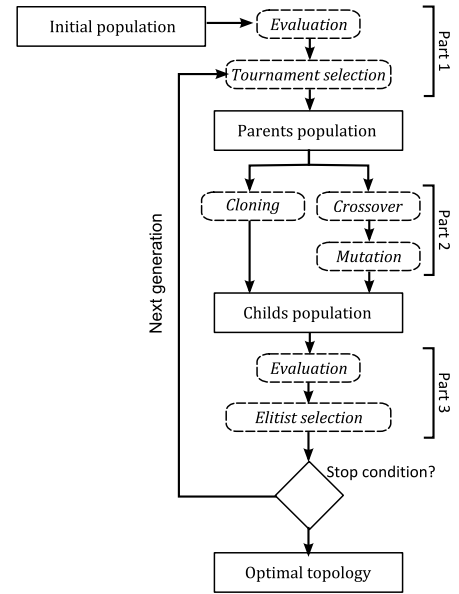 Initial population
Evaluation
Part 1
Tournament selection
Parents population
Cloning
Crossover
Part 2
Mutation
Next generation
Childs population
Evaluation
Part 3
Elitist selection
Stop condition?
Optimal topology